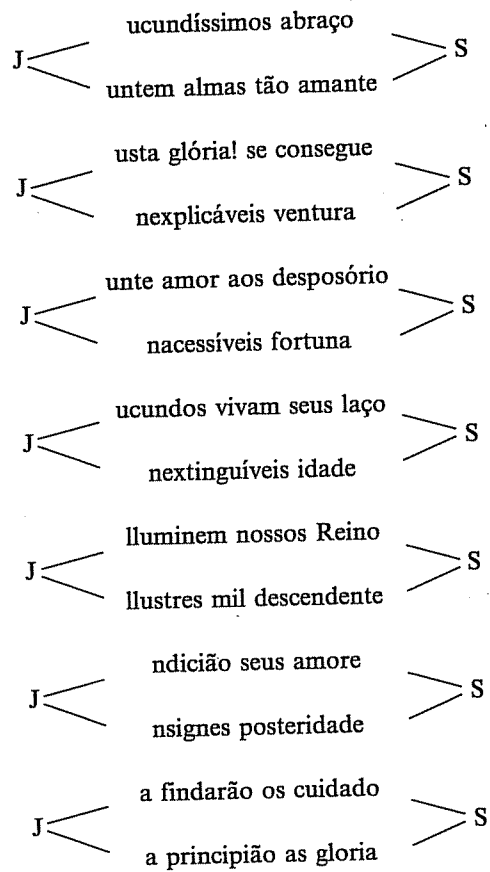 ucundíssimos abraço
J S
untem almas tão amante
usta glória! se consegue
J S
nexplicáveis ventura
unte amor aos desposório
J S
nacessíveis fortuna
ucundos vivam seus laço
J S
nextinguíveis idade
lluminem nossos Reino
J S
llustres mil descendente
ndicião seus amore
J S
nsignes posteridade
a findarão os cuidado
J S
a principião as gloria